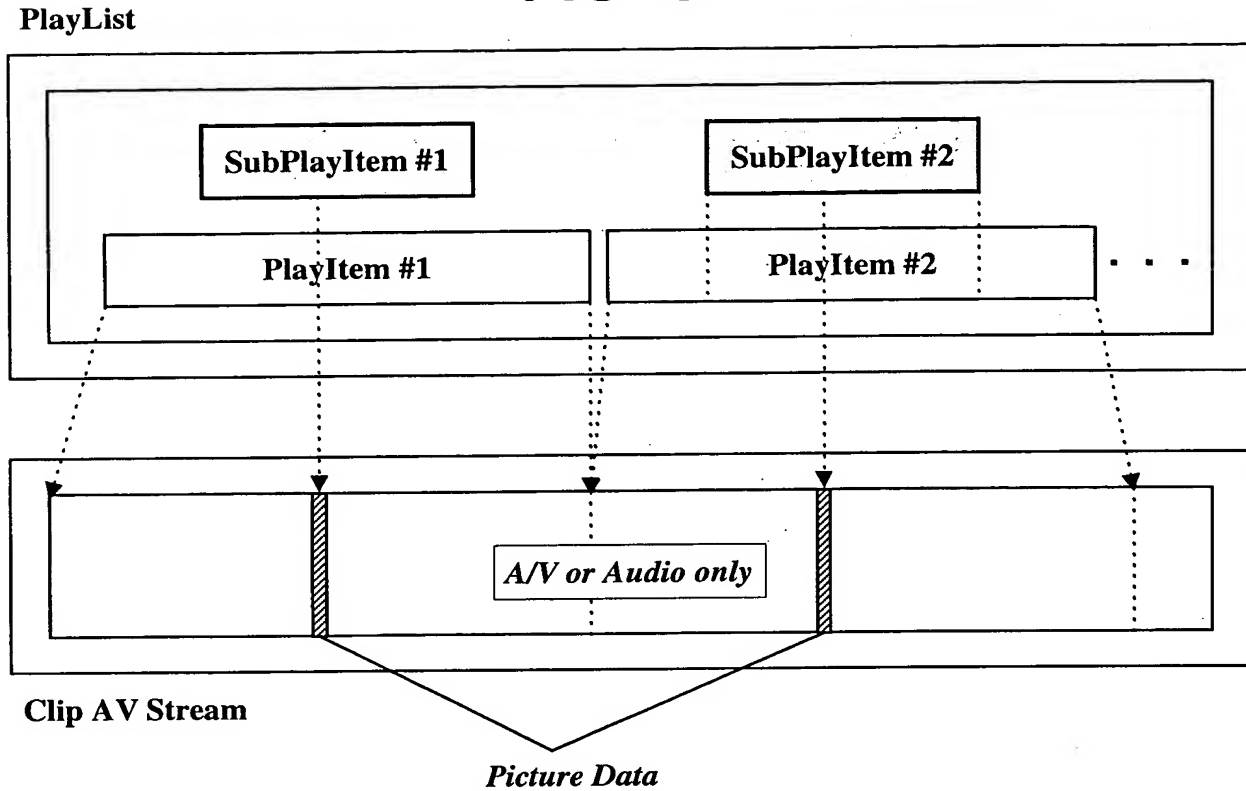 PlayList
SubPlayItem #1
SubPlayItem #2
PlayItem #1
PlayItem #2
. . .
A/V or Audio only
Clip AV Stream
Picture Data